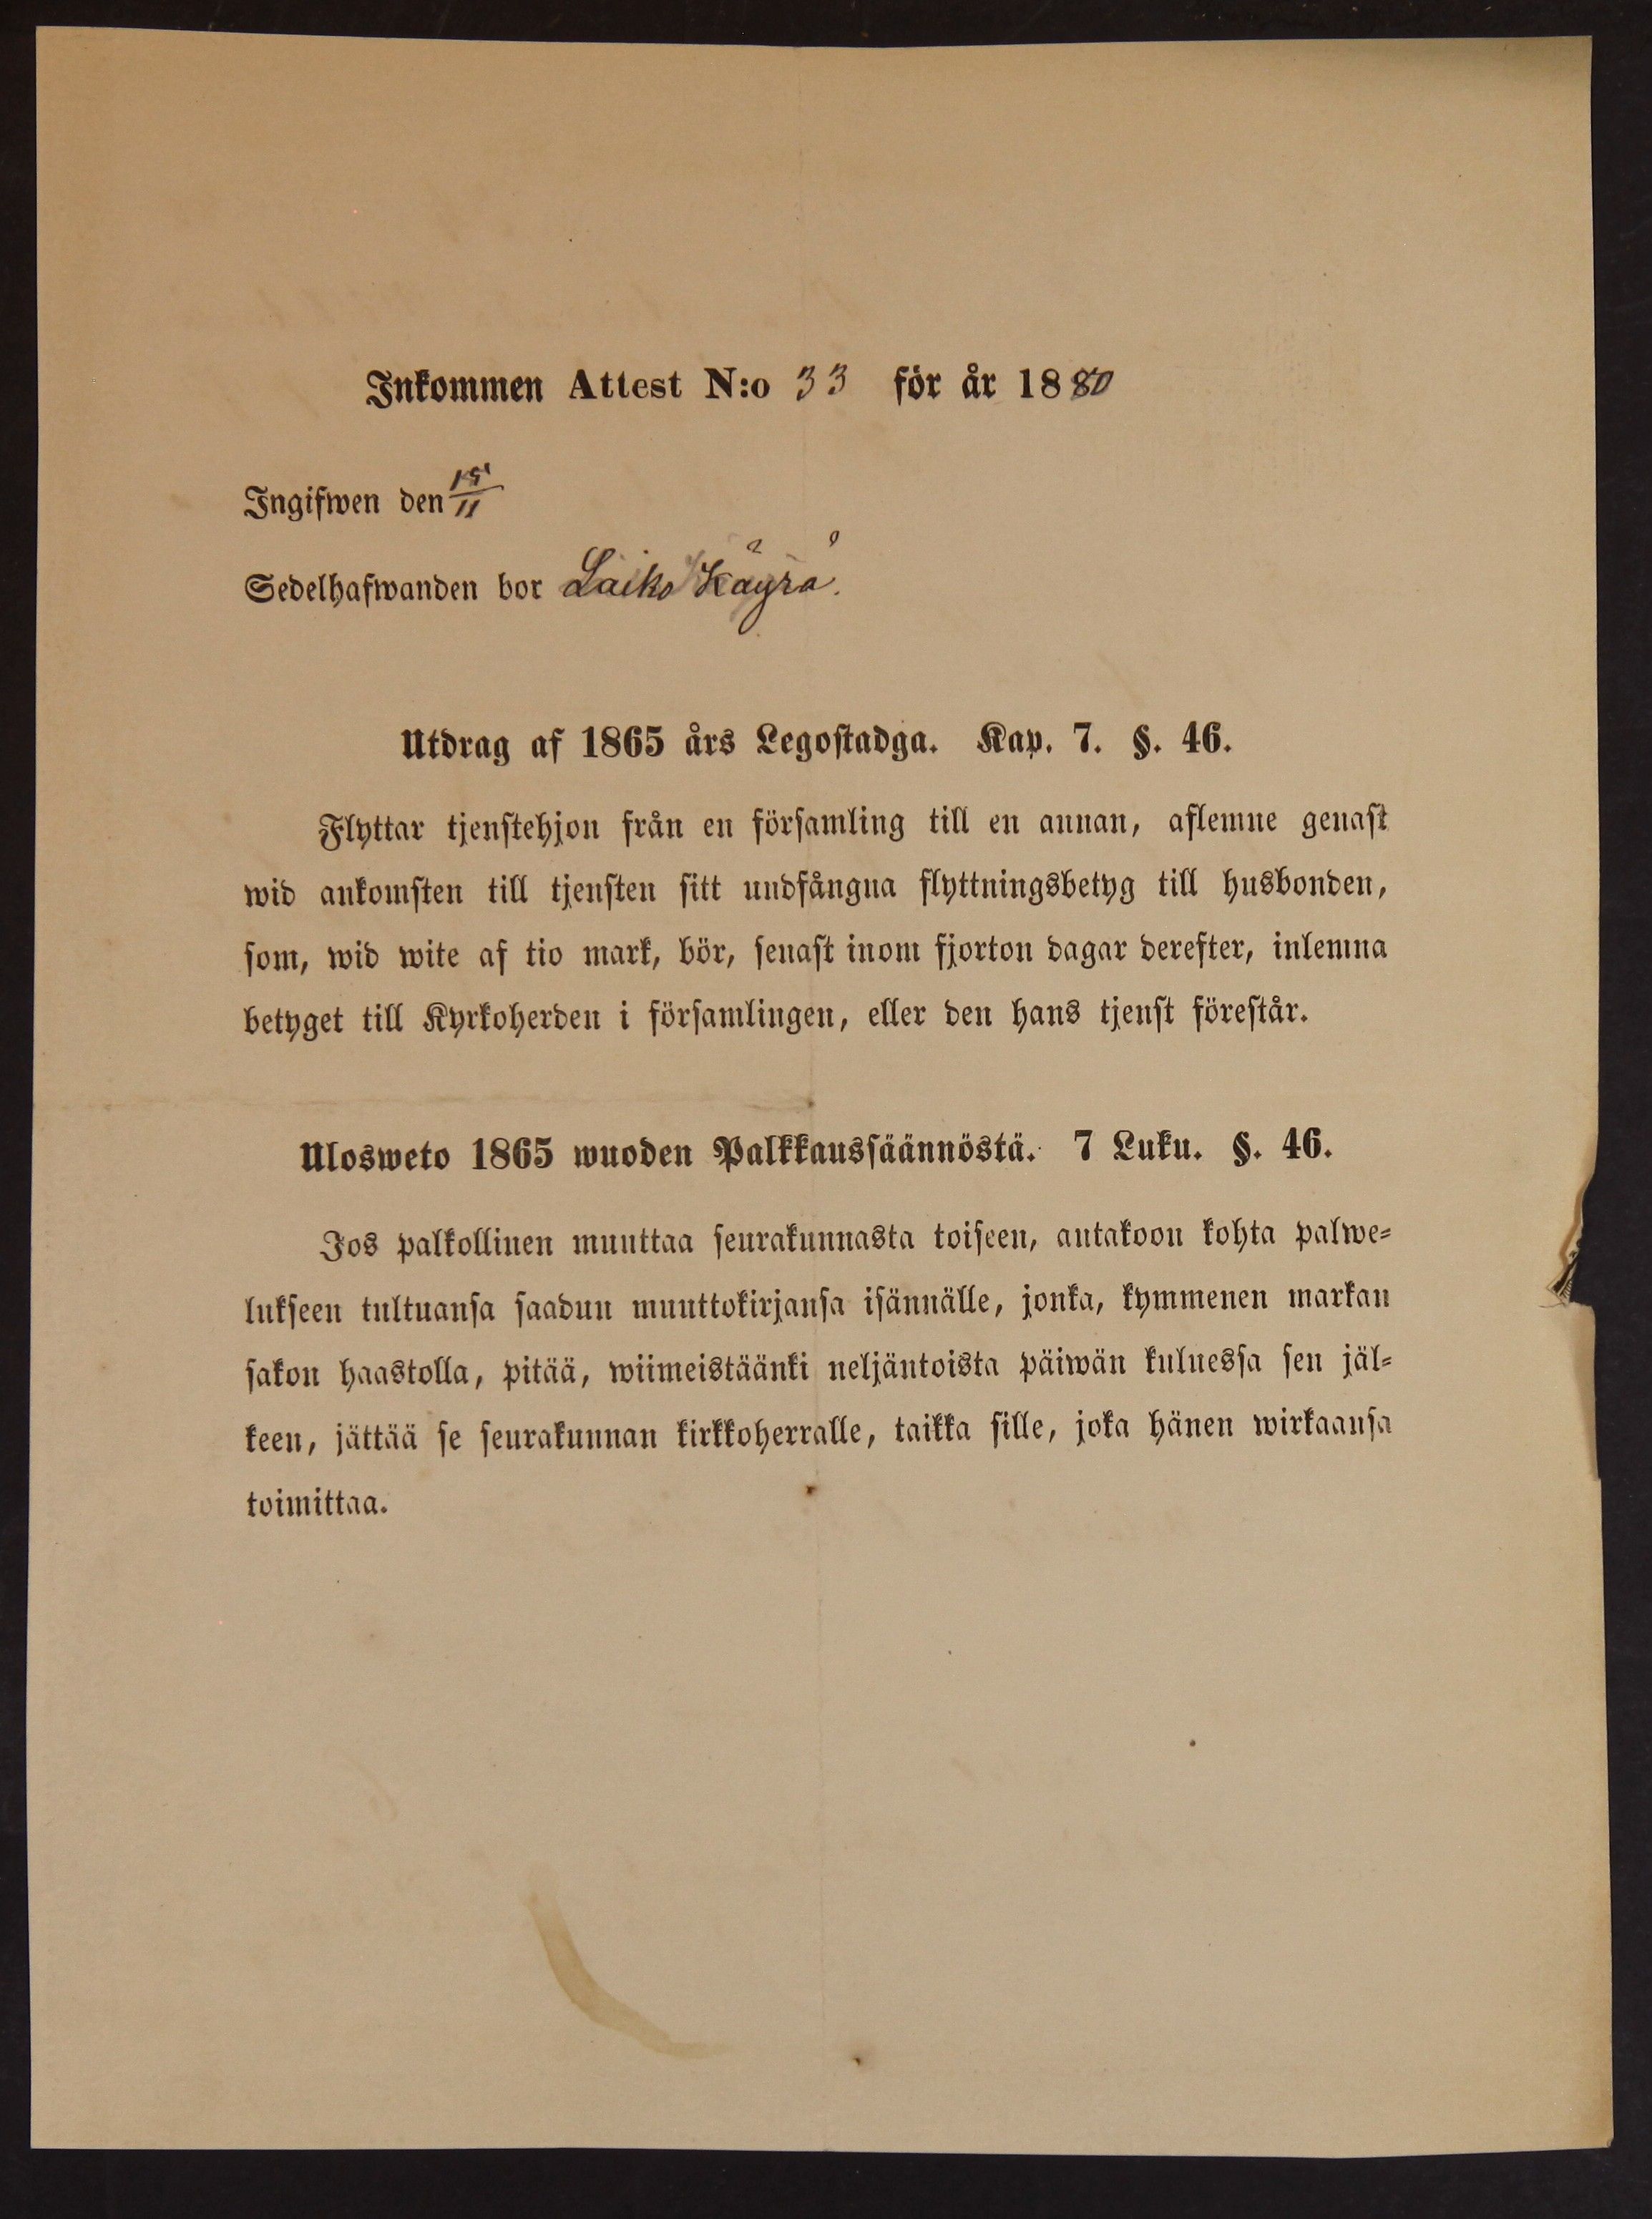 Inkommen Attest N:o 33 för år 1880
Ingifwen den 15/11
Sedelhafwanden bor Laiko Käyrä.
Utdrag af 1865 års Legostadga. Kap. 7. §. 46.
Flyttar tjenstehjon från en församling till en annan, aflemne genast
wid ankomsten till tjensten sitt undfångna flyttningsbetyg till husbonden,
som, wid wite af tio mark, bör, senast inom fjorton dagar derefter, inlemna
betyget till Kyrkoherden i församlingen, eller den hans tjenst förestår.
Ulosweto 1865 wuoden Palkkaussäännöstä. 7 Luku. §. 46.
Jos palkollinen muuttaa seurakunnasta toiseen, antakoon kohta palwe-
lukseen tultuansa saadun muuttokirjansa isännälle, jonka, kymmenen markan
sakon haastolla, pitää, wiimeistäänki neljäntoista päiwän kuluessa sen jäl-
keen, jättää se seurakunnan kirkkoherralle, taikka sille, joka hänen wirkaansa
toimittaa.